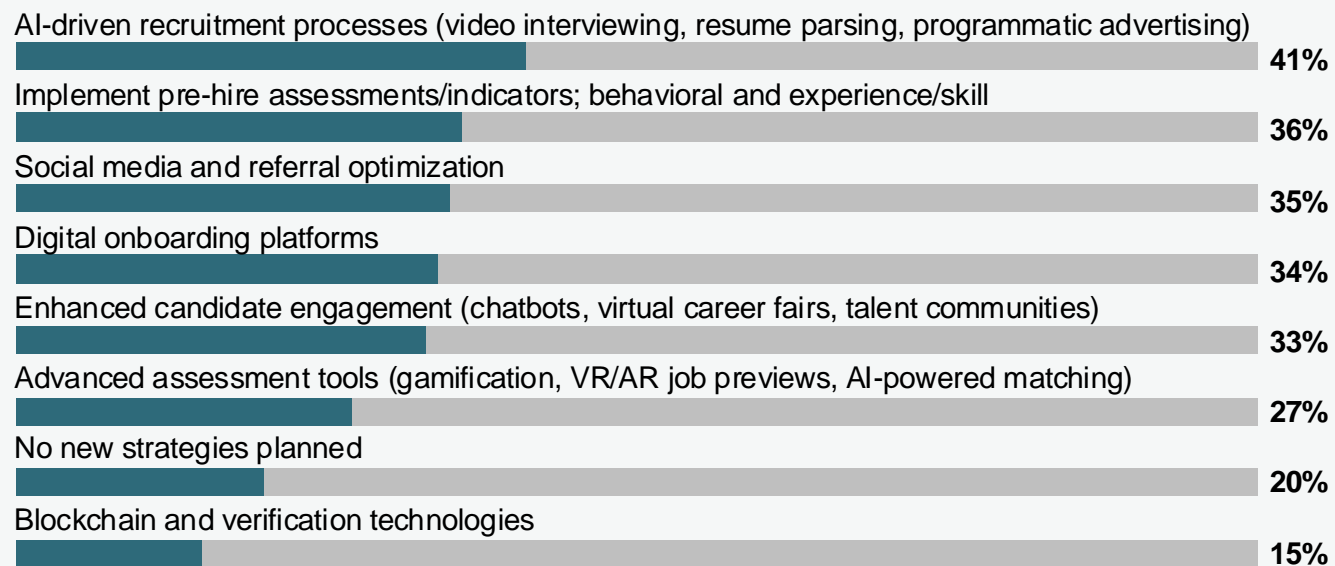 AI-driven recruitment processes (video interviewing, resume parsing, programmatic advertising)
41%
Implement pre-hire assessments/indicators; behavioral and experience/skill
36%
Social media and referral optimization
35%
Digital onboarding platforms
34%
Enhanced candidate engagement (chatbots, virtual career fairs, talent communities)
33%
Advanced assessment tools (gamification, VR/AR job previews, AI-powered matching)
27%
No new strategies planned
20%
Blockchain and verification technologies
15%